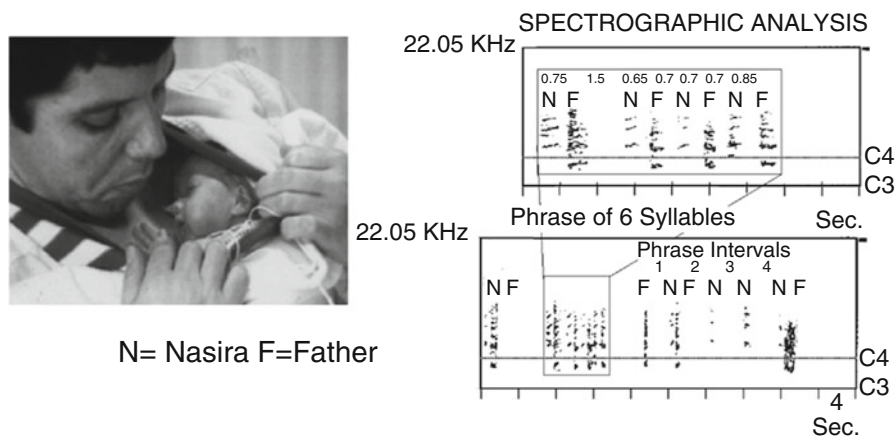 SPECTROGRAPHIC ANALYSIS
22.05 KHz
0.75 1.5 0.65 0.7 0.7 0.7 0.85
N F N F N F N F
C4
C3
Phrase of 6 Syllables Sec.
22.05 KHz
Phrase Intervals
1 2 3 4
N F F N F N N N F
C4
C3
4
Sec.
N= Nasira F=Father